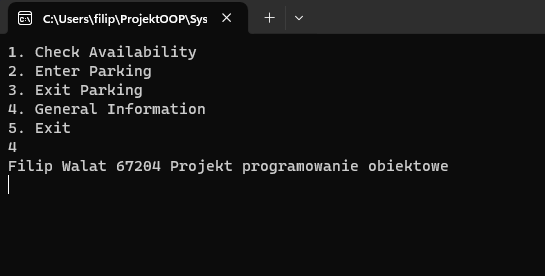 C:\Users\filip\ProjektOOP\Sys
1. Check Availability
2. Enter Parking
3. Exit Parking
4. General Information
5. Exit
4
Filip Walat 67204 Projekt programowanie obiektowe